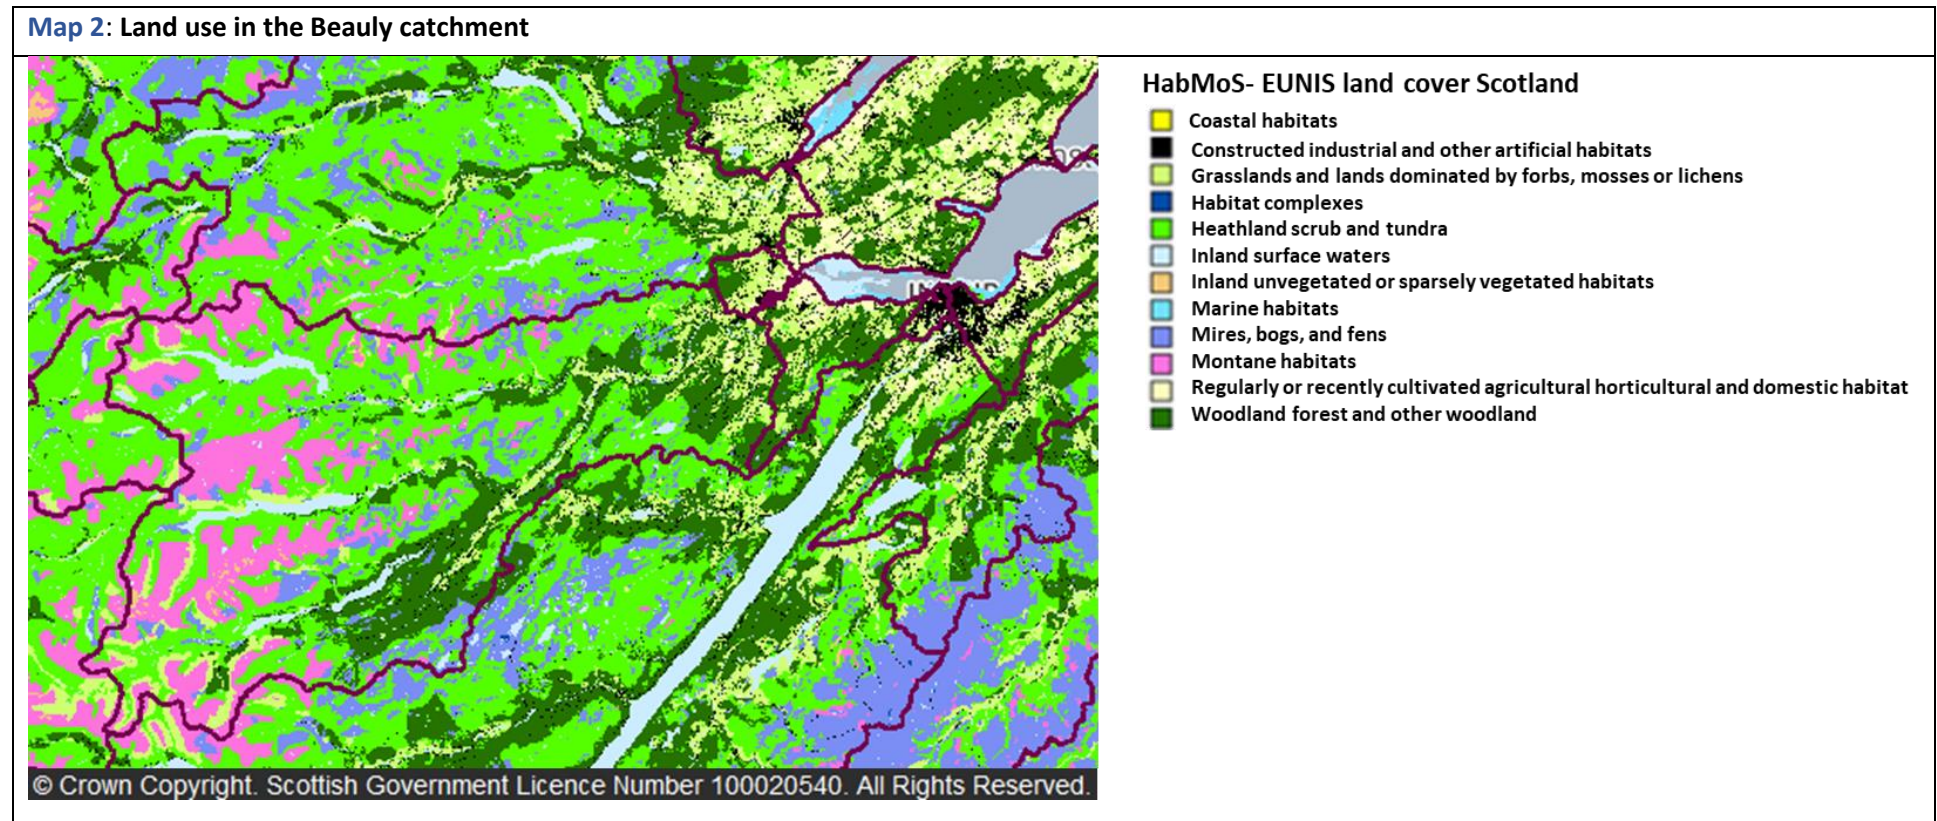 Map 2: Land use in the Beauly catchment
HabMoS- EUNIS land cover Scotland
Coastal habitats
Constructed industrial and other artificial habitats
Grasslands and lands dominated by forbs, mosses or lichens
Habitat complexes
Heathland scrub and tundra
Inland surface waters
Inland unvegetated or sparsely vegetated habitats
Marine habitats
Mires, bogs, and fens
Montane habitats
Regularly or recently cultivated agricultural horticultural and domestic habitat
Woodland forest and other woodland
© Crown Copyright. Scottish Government Licence Number 100020540. All Rights Reserved.